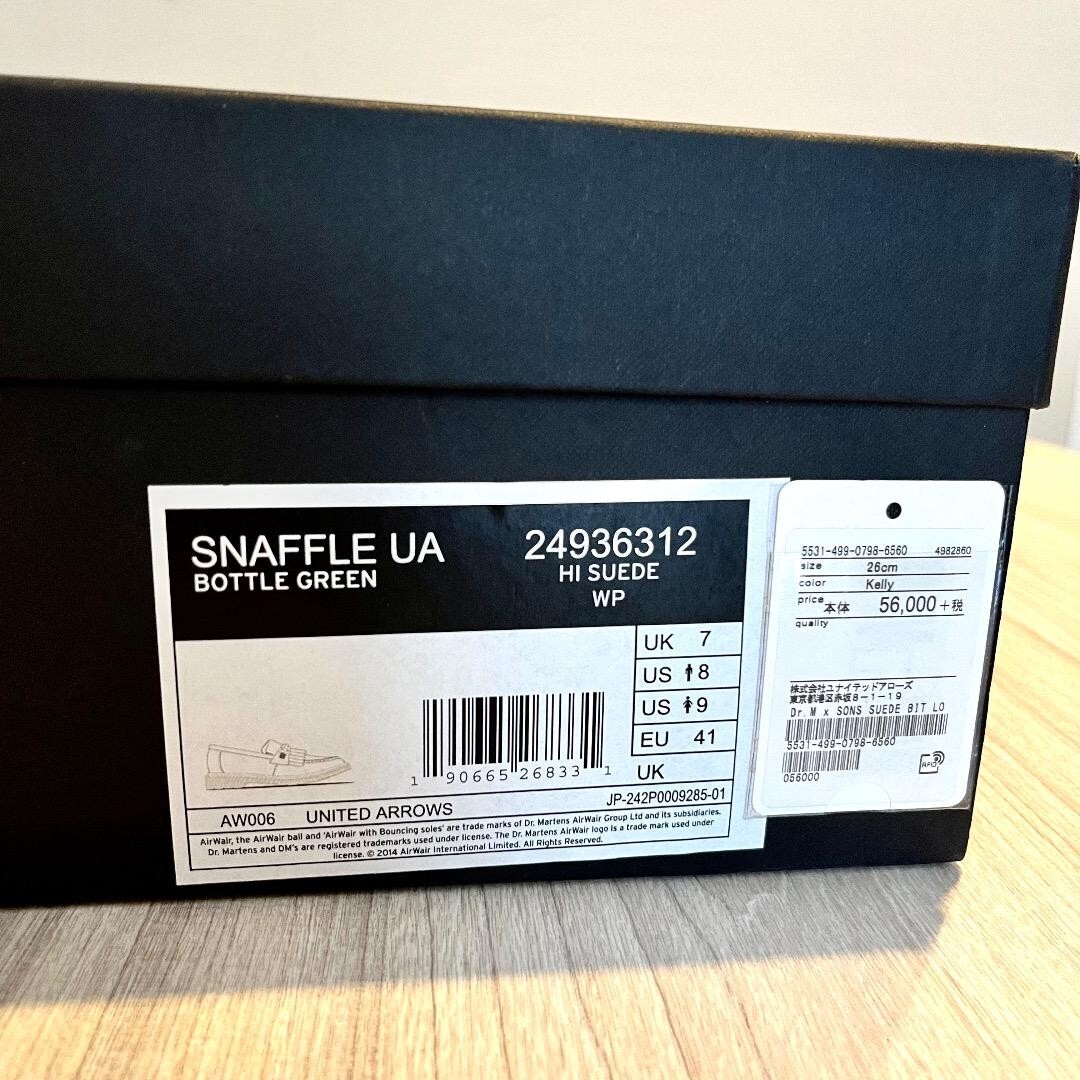 SNAFFLE UA
BOTTLE GREEN
24936312
HI SUEDE
WP
UK 7
US 8
US 9
EU 41
UK
1 90665 26833 1
JP-242P0009285-01
AW006 UNITED ARROWS
AirWair, the AirWair ball and 'AirWair with Bouncing soles' are trade marks of Dr. Martens AirWair Group Ltd and its subsidiaries.
Dr. Martens and DM's are registered trademarks used under license. The Dr. Martens AirWair logo is a trade mark used under
license. © 2014 AirWair International Limited. All Rights Reserved.
5531-499-0798-6560 4982860
size 26cm
color Kelly
price 本体 56,000+税
quality
株式会社ユナイテッドアローズ
東京都港区赤坂8-1-19
Dr.M x SONS SUEDE BIT LO
5531-499-0798-6560
056000
RFID